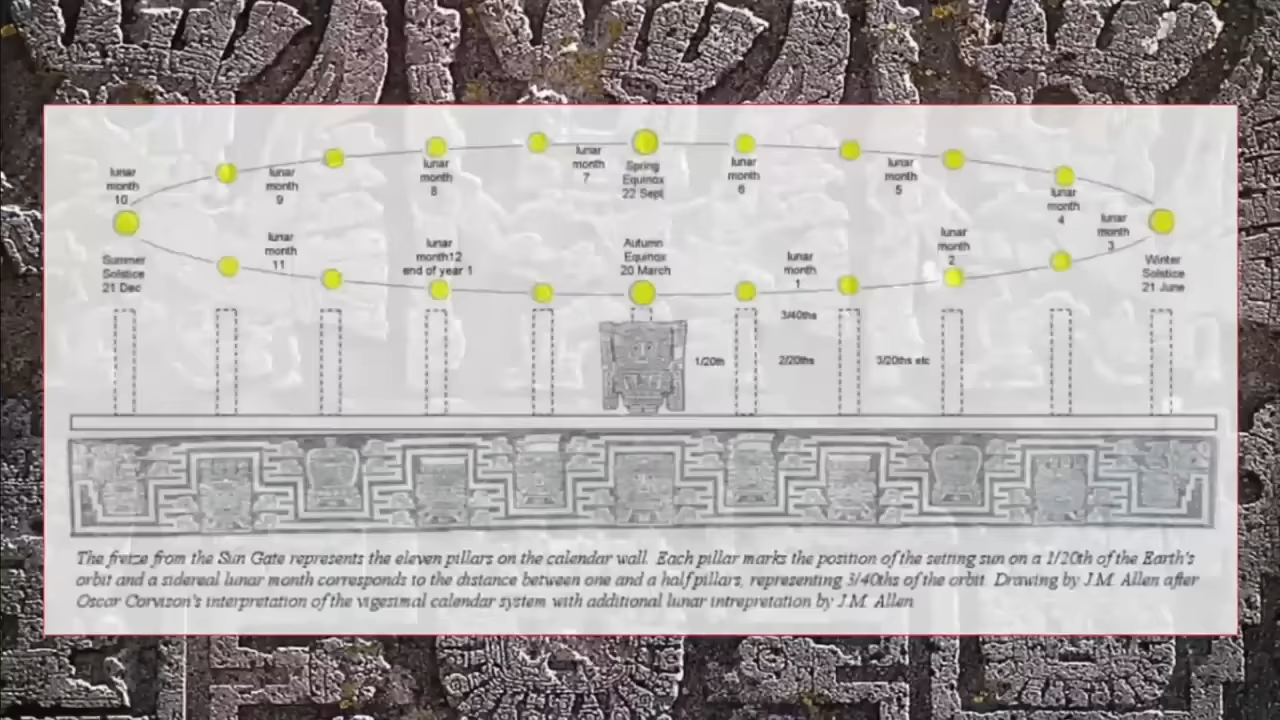 lunar
month
10
lunar
month
9
lunar
month
8
lunar
month
7
Spring
Equinox
22 Sept
lunar
month
6
lunar
month
5
lunar
month
4
lunar
month
3
Summer
Solstice
21 Dec
lunar
month
11
lunar
month12
end of year 1
Autumn
Equinox
20 March
lunar
month
1
lunar
month
2
Winter
Solstice
21 June
3/40ths
1/20th
2/20ths
3/20ths etc
The freize from the Sun Gate represents the eleven pillars on the calendar wall. Each pillar marks the position of the setting sun on a 1/20th of the Earth's
orbit and a sidereal lunar month corresponds to the distance between one and a half pillars, representing 3/40ths of the orbit. Drawing by J.M. Allen after
Oscar Corvison's interpretation of the vigesimal calendar system with additional lunar intrepretation by J.M. Allen